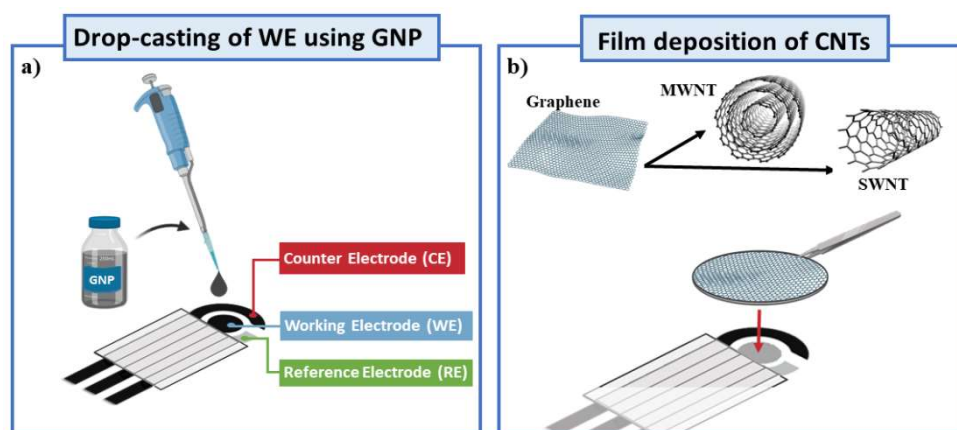 Drop-casting of WE using GNP
a)
GNP
Counter Electrode (CE)
Working Electrode (WE)
Reference Electrode (RE)
Film deposition of CNTs
b)
Graphene
MWNT
SWNT